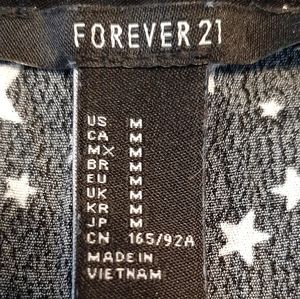 FOREVER 21
US M
CA M
MX M
BR M
EU M
UK M
KR M
JP M
CN 165/92A
MADE IN
VIETNAM